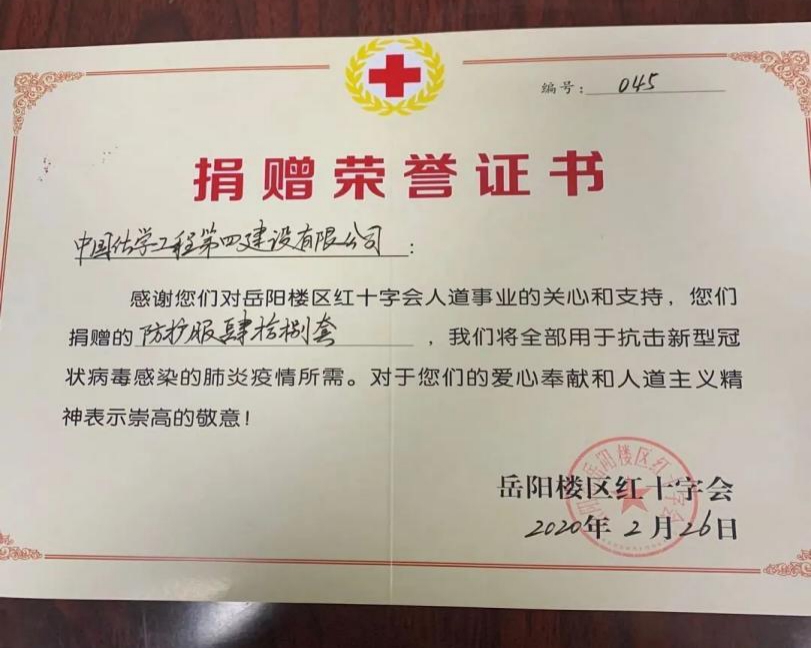 编号：045
捐赠荣誉证书
中国化学工程第四建设有限公司：
感谢您们对岳阳楼区红十字会人道事业的关心和支持，您们
捐赠的防护服肆拾捌套，我们将全部用于抗击新型冠
状病毒感染的肺炎疫情所需。对于您们的爱心奉献和人道主义精
神表示崇高的敬意！
岳阳楼区红十字会
2020年2月26日